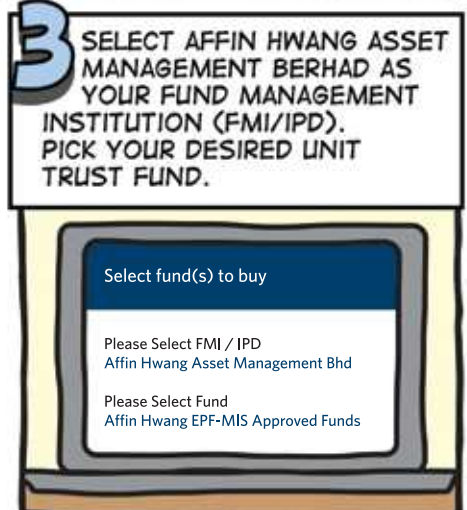 3
SELECT AFFIN HWANG ASSET
MANAGEMENT BERHAD AS
YOUR FUND MANAGEMENT
INSTITUTION (FMI/IPD).
PICK YOUR DESIRED UNIT
TRUST FUND.
Select fund(s) to buy
Please Select FMI / IPD
Affin Hwang Asset Management Bhd
Please Select Fund
Affin Hwang EPF-MIS Approved Funds